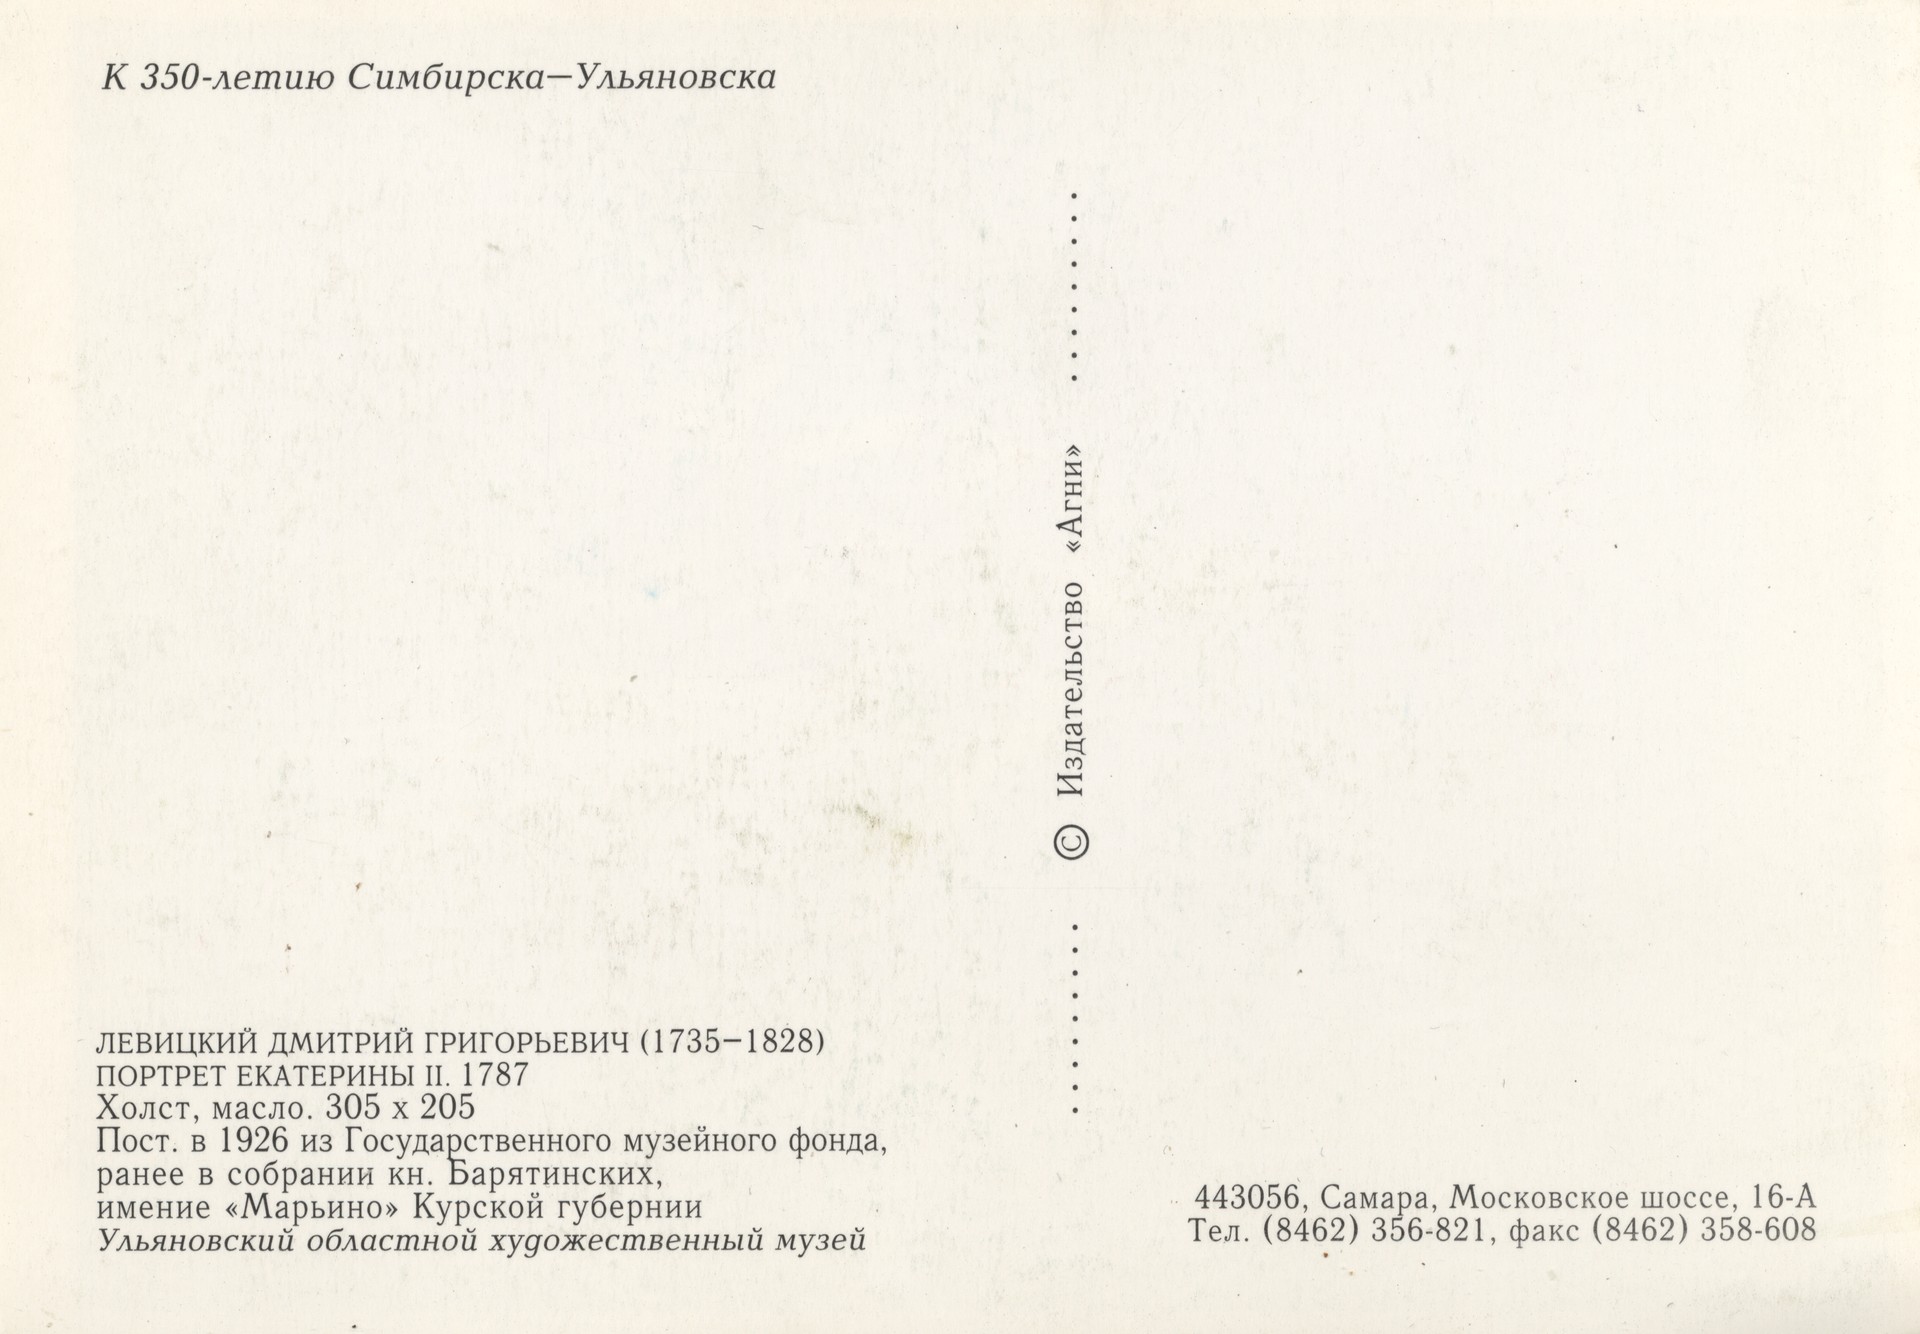 К 350-летию Симбирска—Ульяновска
ЛЕВИЦКИЙ ДМИТРИЙ ГРИГОРЬЕВИЧ (1735—1828)
ПОРТРЕТ ЕКАТЕРИНЫ II. 1787
Холст, масло. 305 х 205
Пост. в 1926 из Государственного музейного фонда,
ранее в собрании кн. Барятинских,
имение «Марьино» Курской губернии
Ульяновский областной художественный музей
© Издательство «Агни»
443056, Самара, Московское шоссе, 16-А
Тел. (8462) 356-821, факс (8462) 358-608